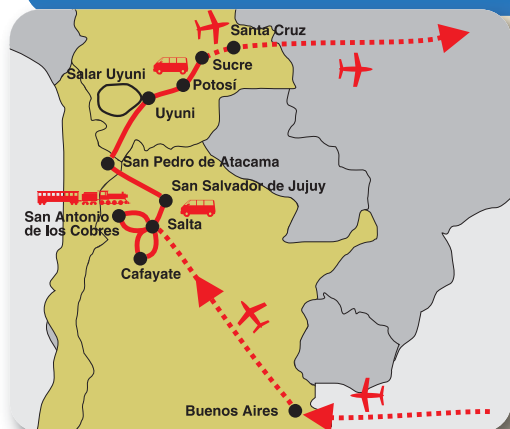 Santa Cruz
Sucre
Salar Uyuni
Potosí
Uyuni
San Pedro de Atacama
San Salvador de Jujuy
San Antonio
de los Cobres
Salta
Cafayate
Buenos Aires